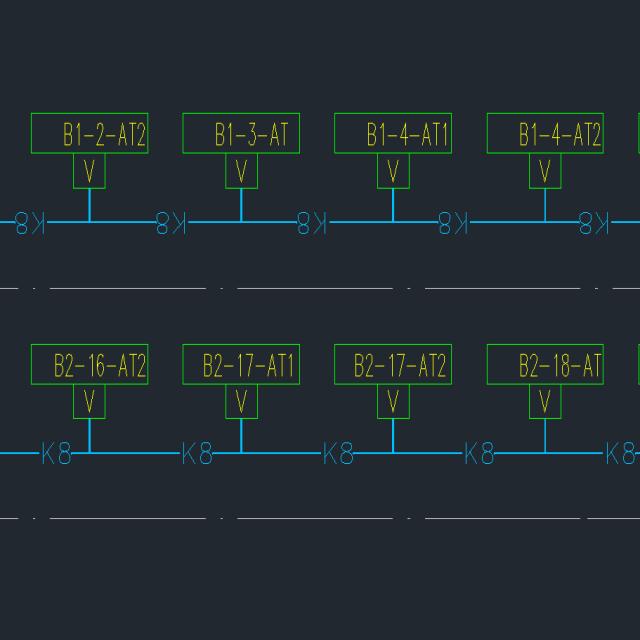 B1-2-AT2 B1-3-AT B1-4-AT1 B1-4-AT2
V V V V
K8 K8 K8 K8 K8
B2-16-AT2 B2-17-AT1 B2-17-AT2 B2-18-AT
V V V V
K8 K8 K8 K8 K8